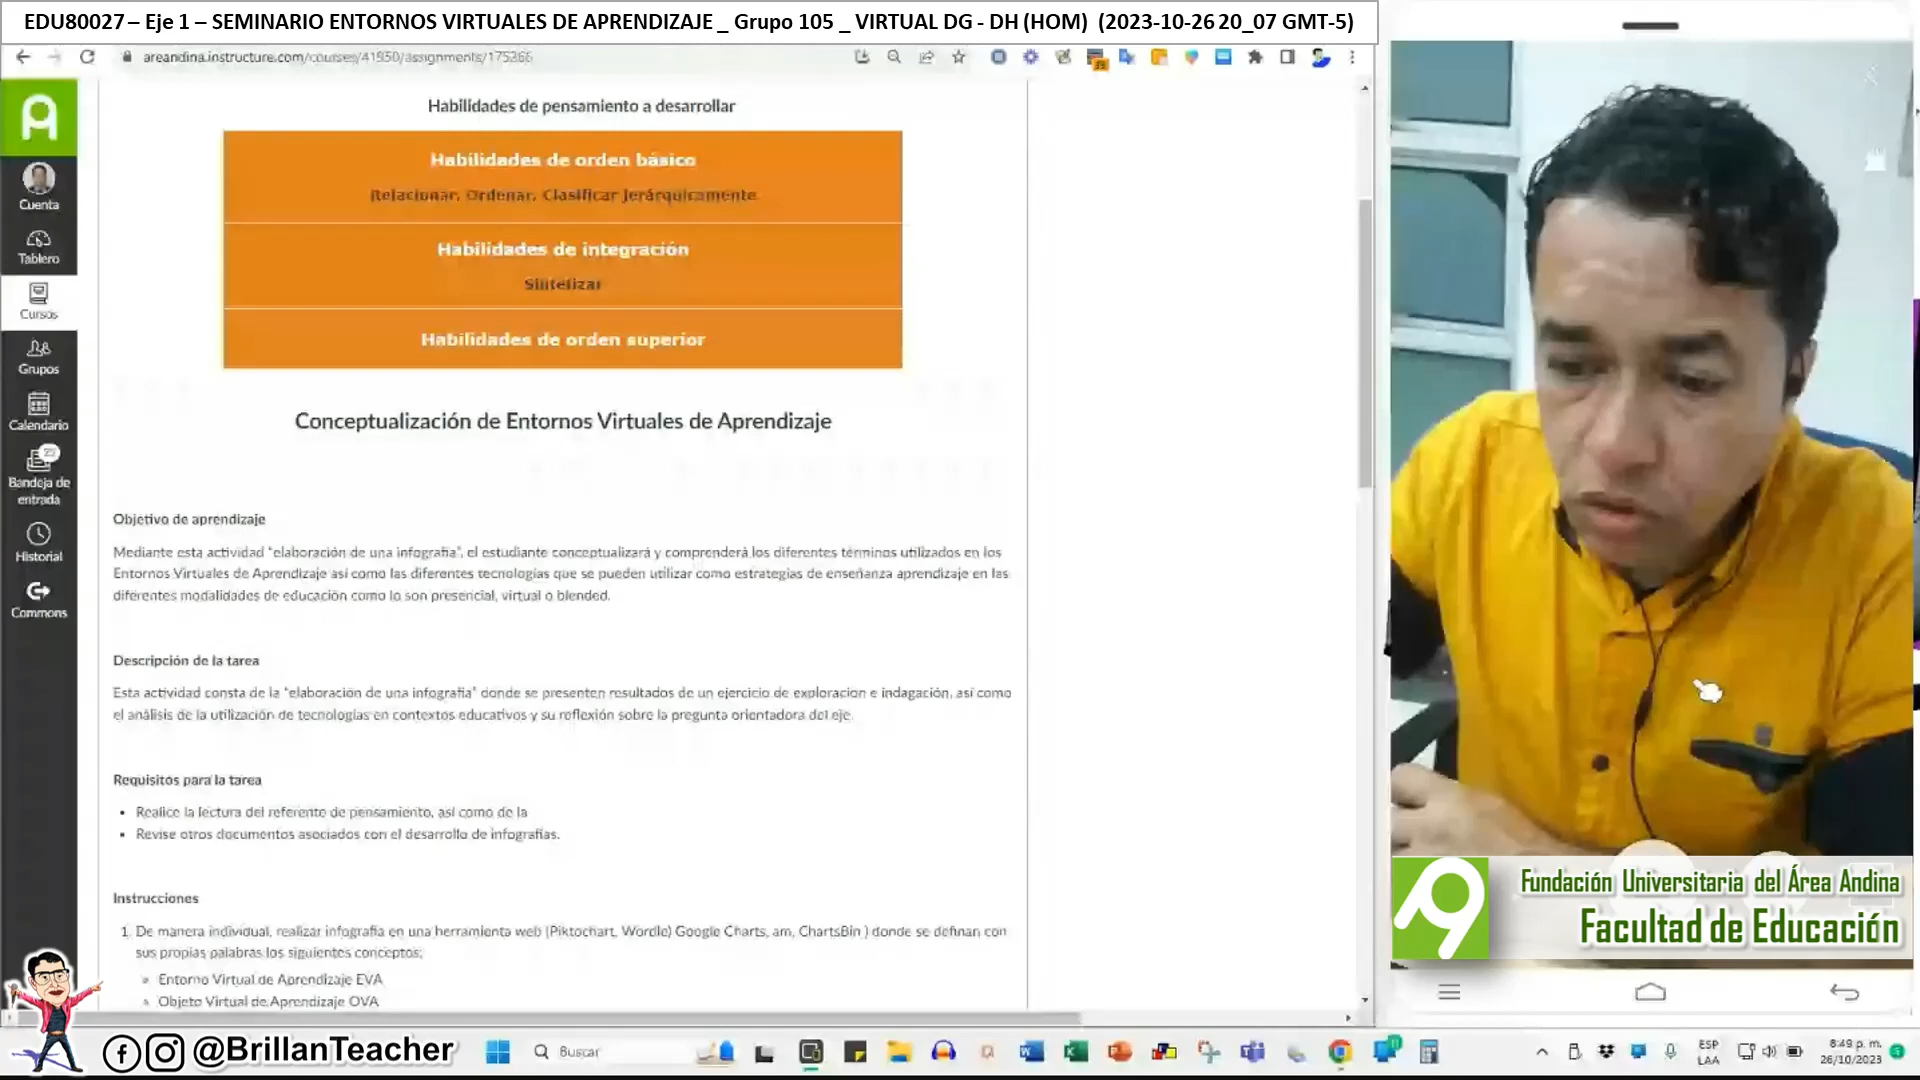 EDU80027 – Eje 1 – SEMINARIO ENTORNOS VIRTUALES DE APRENDIZAJE _ Grupo 105 _ VIRTUAL DG - DH (HOM) (2023-10-26 20_07 GMT-5)
areandina.instructure.com/courses/41950/assignments/175366
Habilidades de pensamiento a desarrollar
Habilidades de orden básico
Relacionar, Ordenar, Clasificar Jerárquicamente
Habilidades de integración
Sintetizar
Habilidades de orden superior
Cuenta
Tablero
Cursos
Grupos
Calendario
Bandeja de
entrada
Historial
Commons
Conceptualización de Entornos Virtuales de Aprendizaje
Objetivo de aprendizaje
Mediante esta actividad "elaboración de una infografía", el estudiante conceptualizará y comprenderá los diferentes términos utilizados en los
Entornos Virtuales de Aprendizaje así como las diferentes tecnologías que se pueden utilizar como estrategias de enseñanza aprendizaje en las
diferentes modalidades de educación como lo son presencial, virtual o blended.
Descripción de la tarea
Esta actividad consta de la "elaboración de una infografía" donde se presenten resultados de un ejercicio de exploracion e indagación, así como
el análisis de la utilización de tecnologías en contextos educativos y su reflexión sobre la pregunta orientadora del eje.
Requisitos para la tarea
• Realice la lectura del referente de pensamiento, así como de la
• Revise otros documentos asociados con el desarrollo de infografías.
Instrucciones
1. De manera individual, realizar infografía en una herramienta web (Piktochart, Wordle) Google Charts, am, ChartsBin ) donde se definan con
sus propias palabras los siguientes conceptos;
Entorno Virtual de Aprendizaje EVA
Objeto Virtual de Aprendizaje OVA
Fundación Universitaria del Área Andina
Facultad de Educación
@BrillanTeacher
Buscar
ESP
LAA
8:49 p. m.
26/10/2023